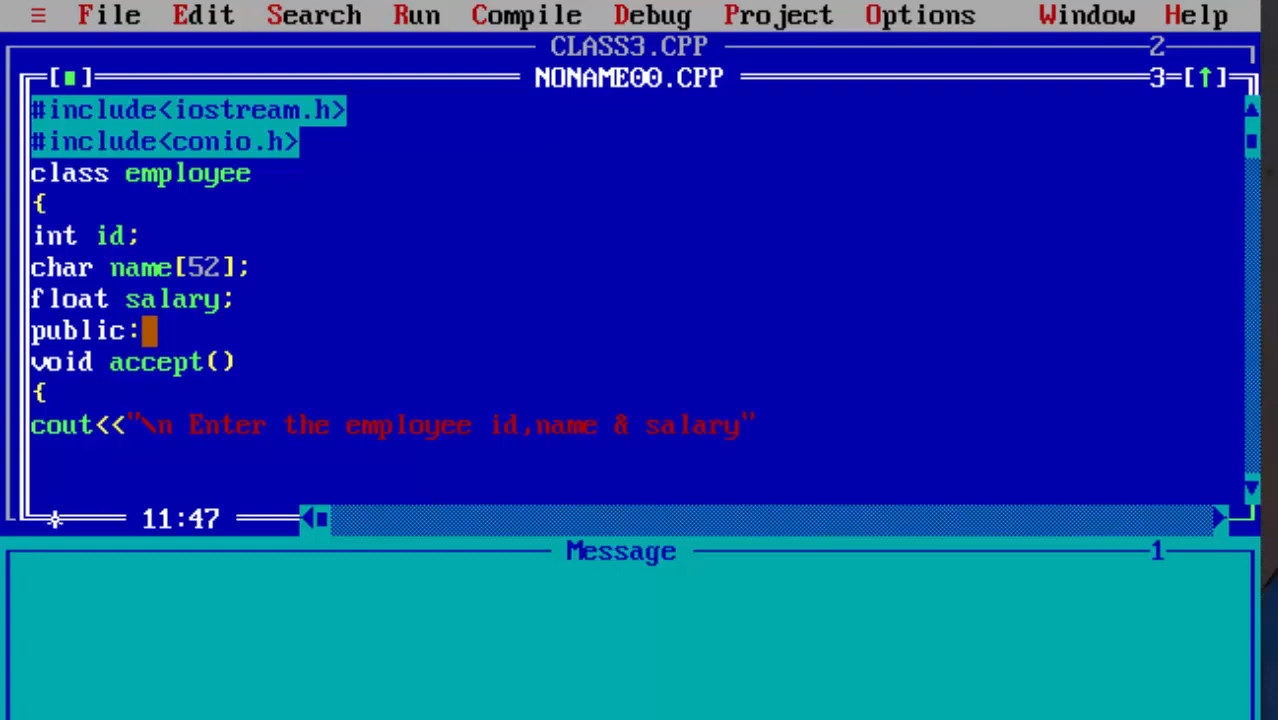 ≡ File Edit Search Run Compile Debug Project Options Window Help
CLASS3.CPP 2
[■] NONAME00.CPP 3=[↑]
#include<iostream.h>
#include<conio.h>
class employee
{
int id;
char name[52];
float salary;
public:
void accept()
{
cout<<"\n Enter the employee id,name & salary"
11:47
Message 1